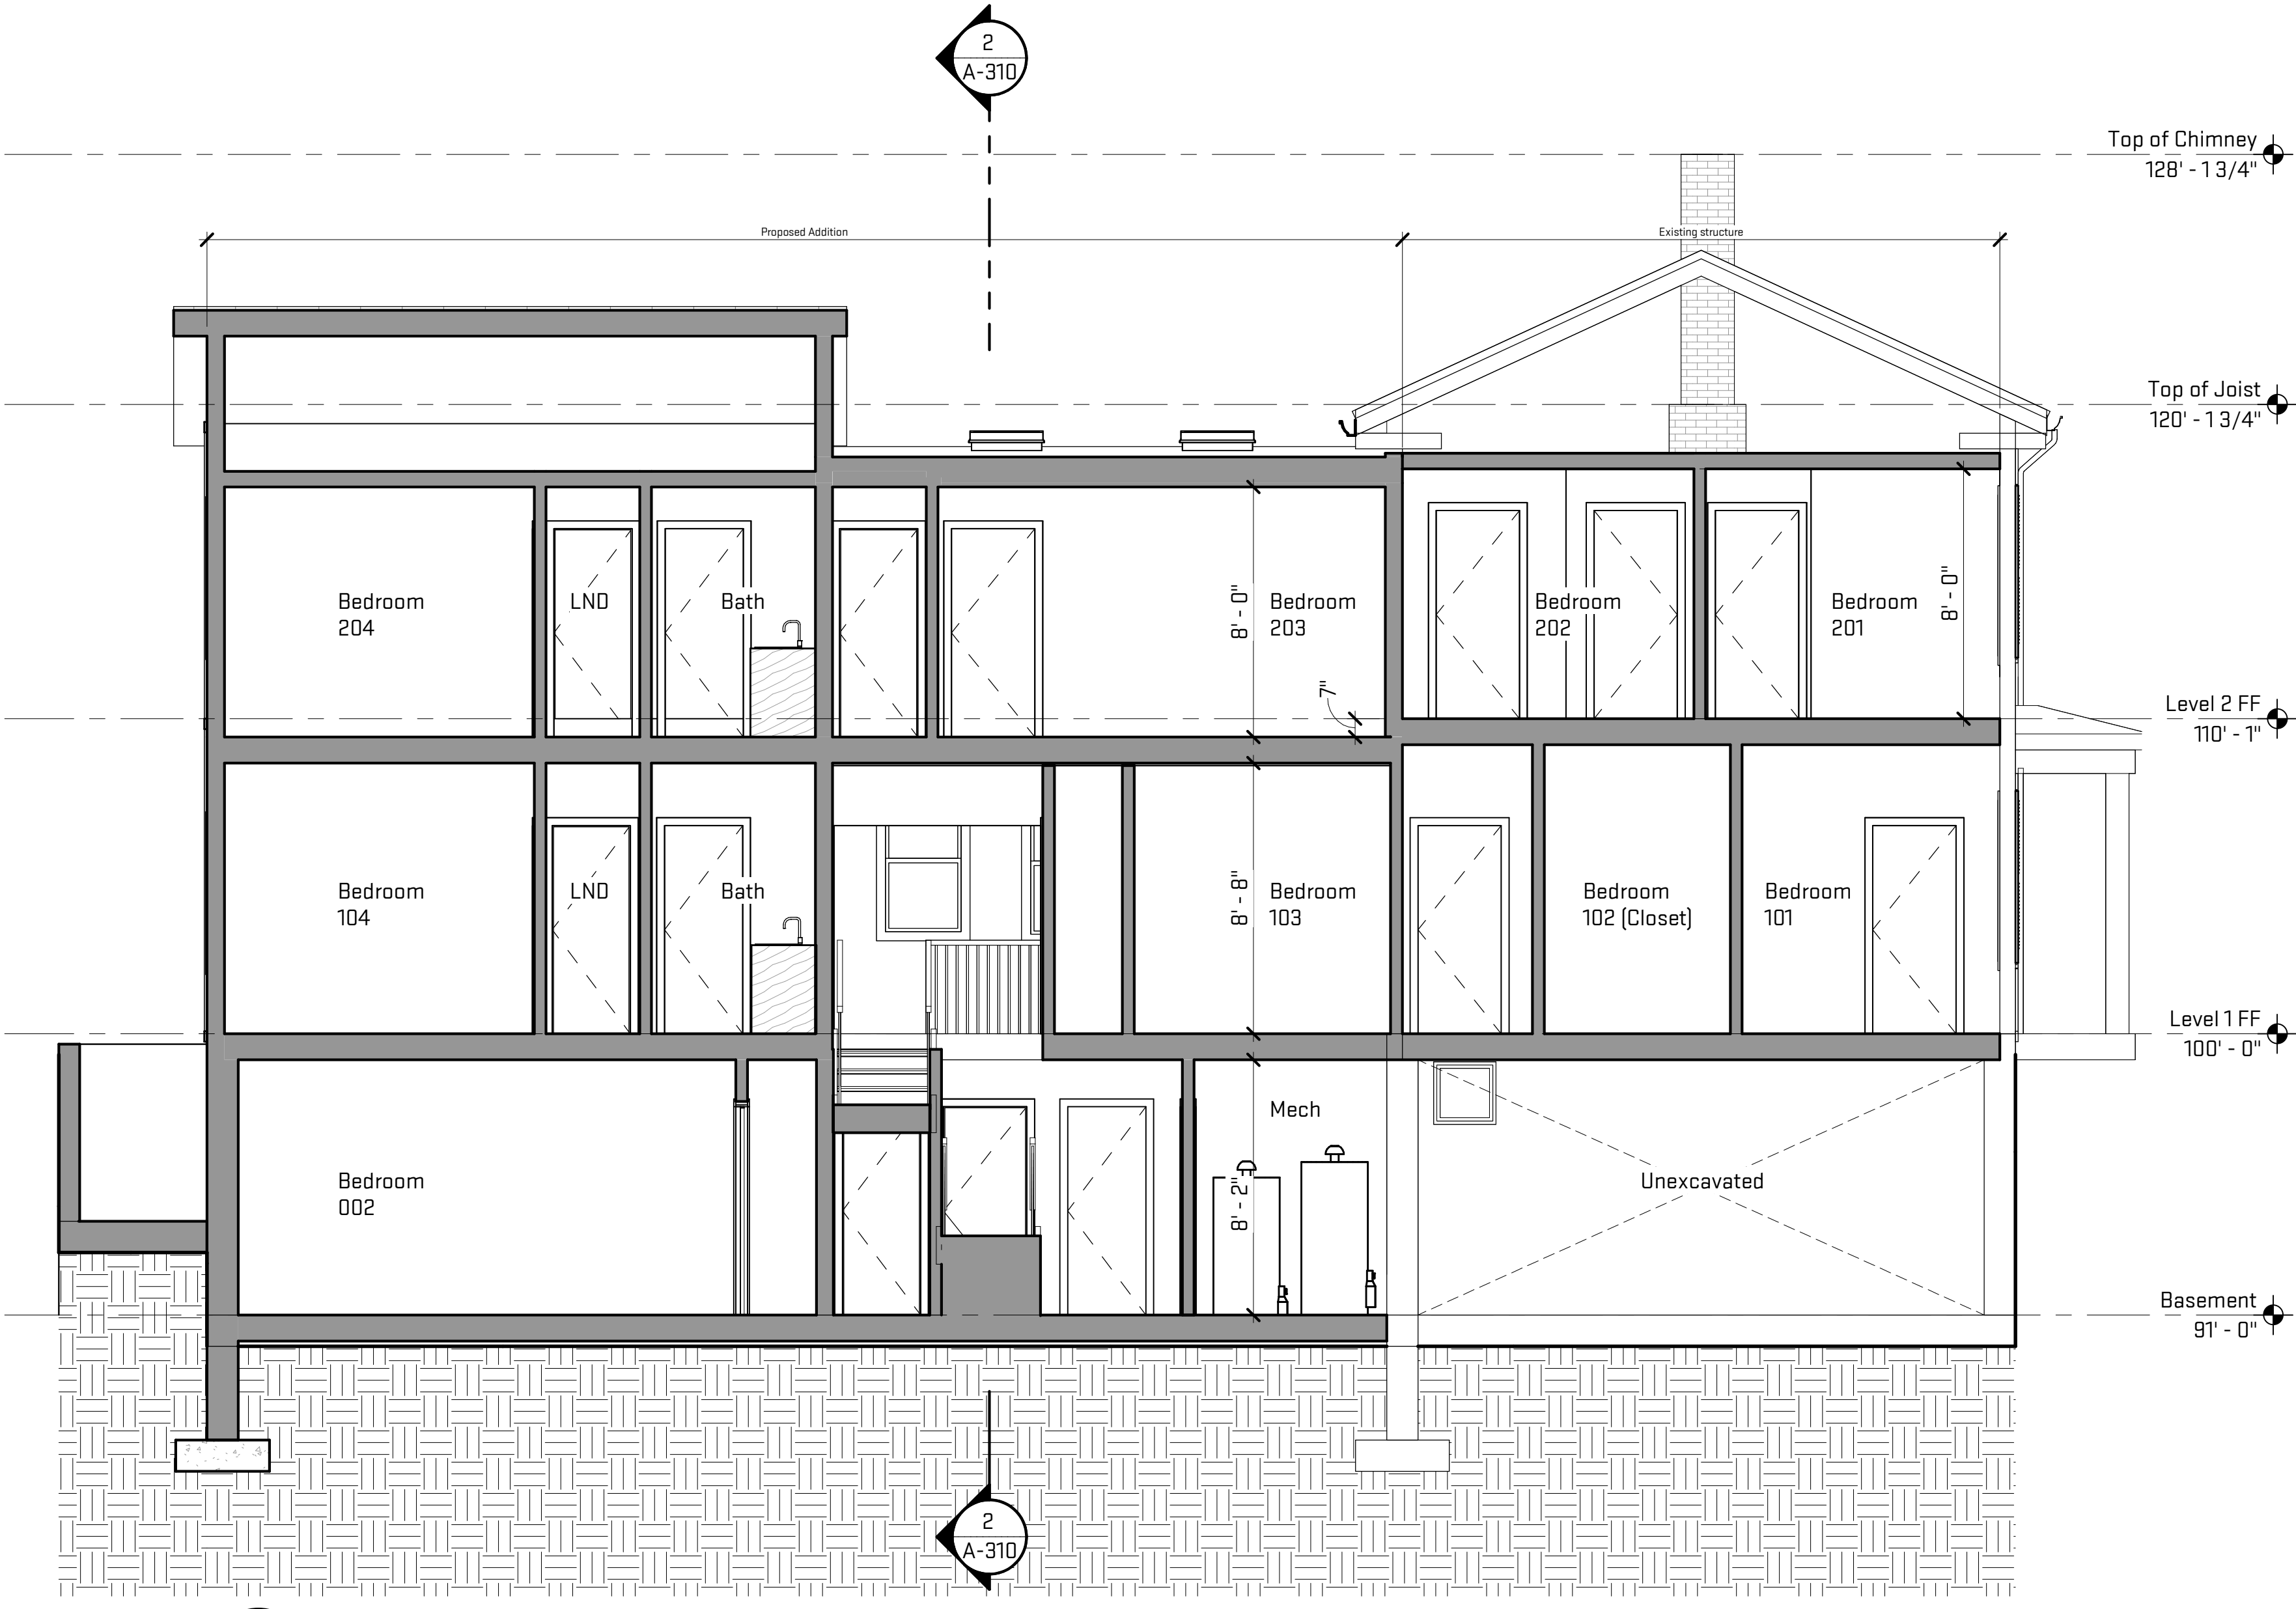 2
A-310
Top of Chimney
128' - 1 3/4"
Proposed Addition
Existing structure
Top of Joist
120' - 1 3/4"
Bedroom
204
LND
Bath
8' - 0"
Bedroom
203
Bedroom
202
Bedroom
201
8' - 0"
7"
Level 2 FF
110' - 1"
Bedroom
104
LND
Bath
8' - 8"
Bedroom
103
Bedroom
102 (Closet)
Bedroom
101
Level 1 FF
100' - 0"
Mech
Bedroom
002
8' - 2"
Unexcavated
Basement
91' - 0"
2
A-310